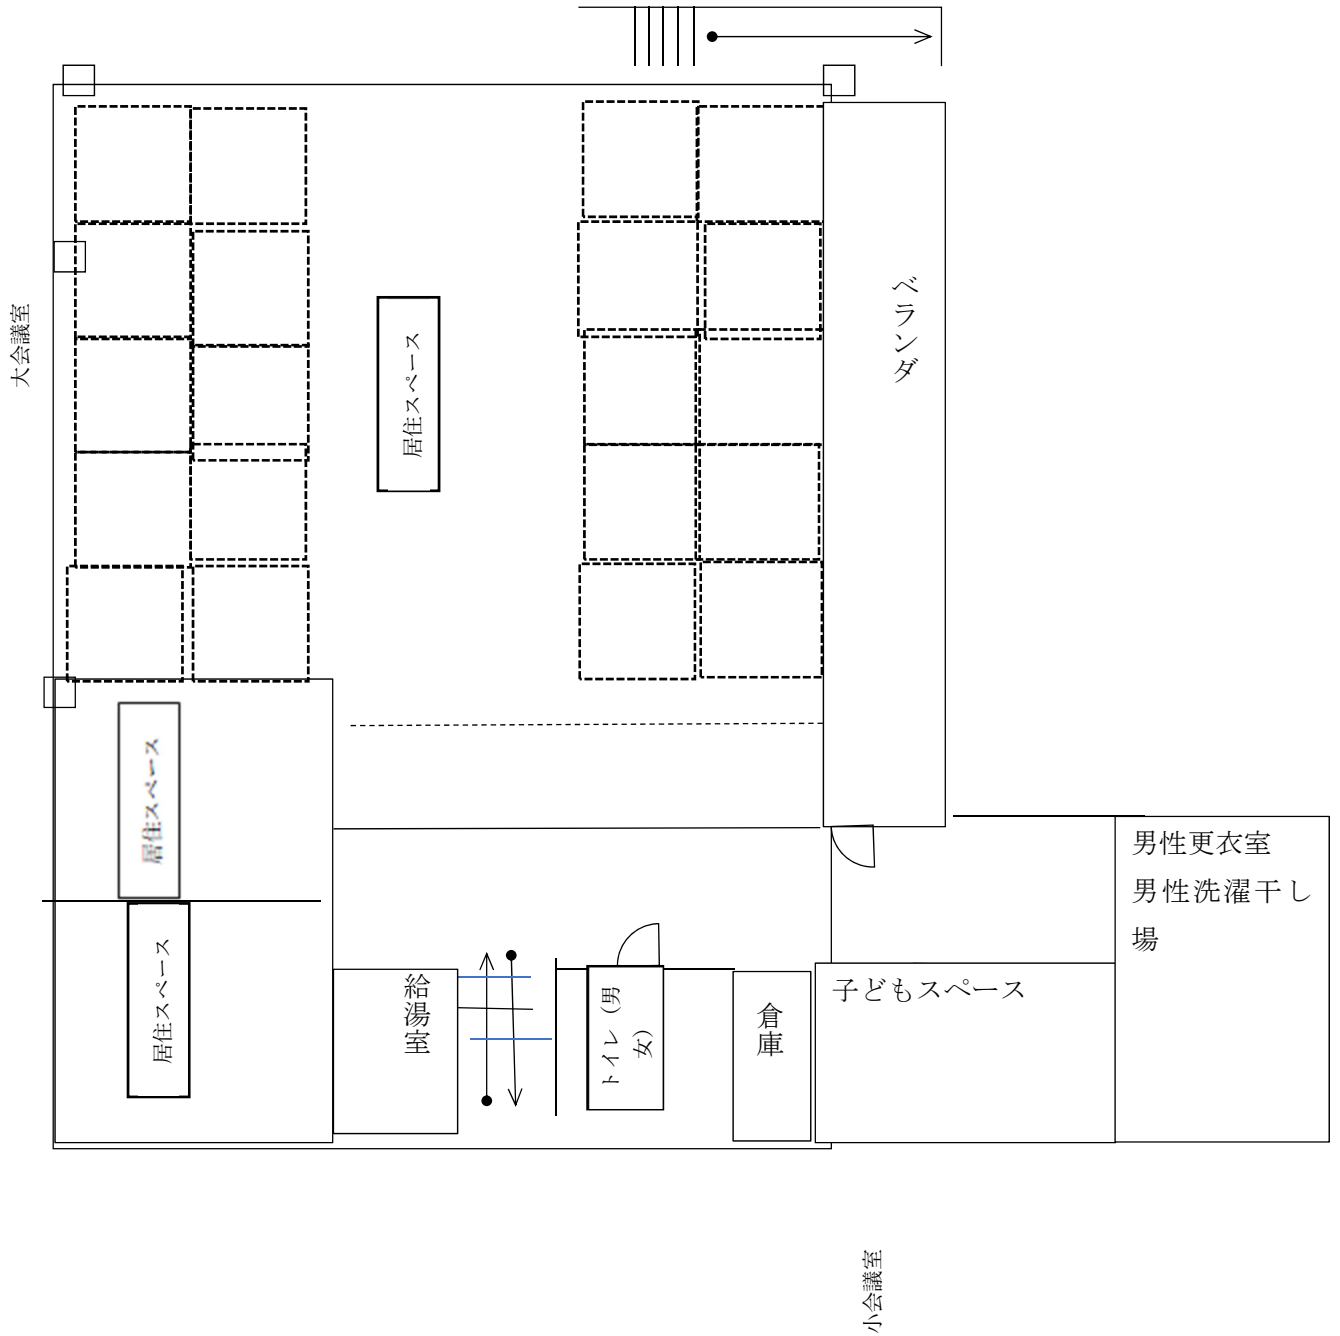 大会議室
居住スペース
ベランダ
居住スペース
居住スペース
給湯室
トイレ（男
女）
倉庫
子どもスペース
男性更衣室
男性洗濯干し
場
小会議室